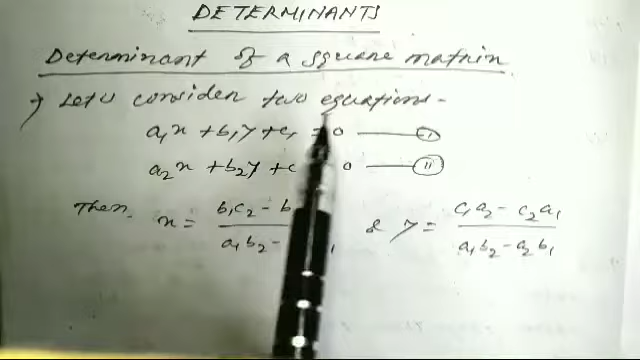 DETERMINANTS
Determinant of a square matrix
→ Let's consider two equations-
a₁x + b₁y + c₁ = 0 — (I)
a₂x + b₂y + c 0 — (II)
Then, x = (b₁c₂ - b) / (a₁b₂ - ₁) & y = (c₁a₂ - c₂a₁) / (a₁b₂ - a₂b₁)